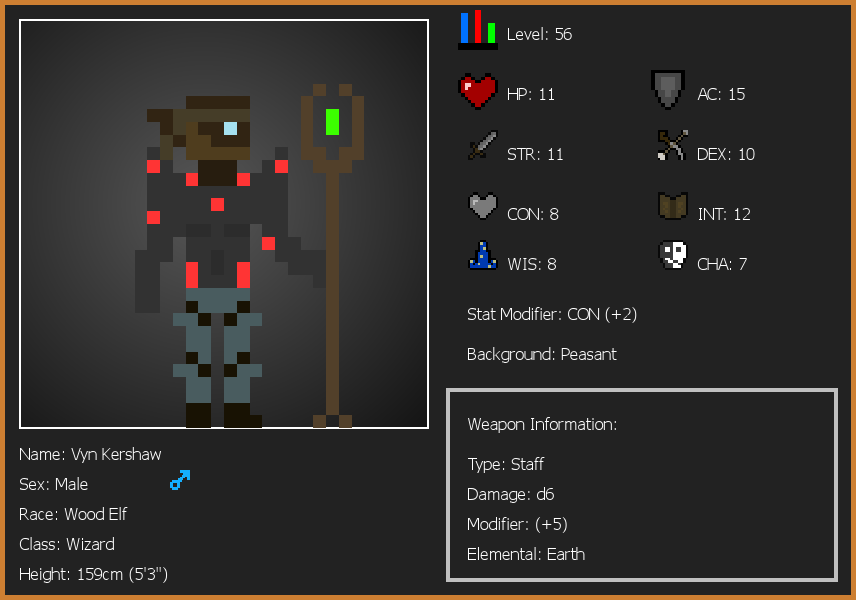 Level: 56
HP: 11
AC: 15
STR: 11
DEX: 10
CON: 8
INT: 12
WIS: 8
CHA: 7
Stat Modifier: CON (+2)
Background: Peasant
Weapon Information:
Type: Staff
Damage: d6
Modifier: (+5)
Elemental: Earth
Name: Vyn Kershaw
Sex: Male
Race: Wood Elf
Class: Wizard
Height: 159cm (5'3")